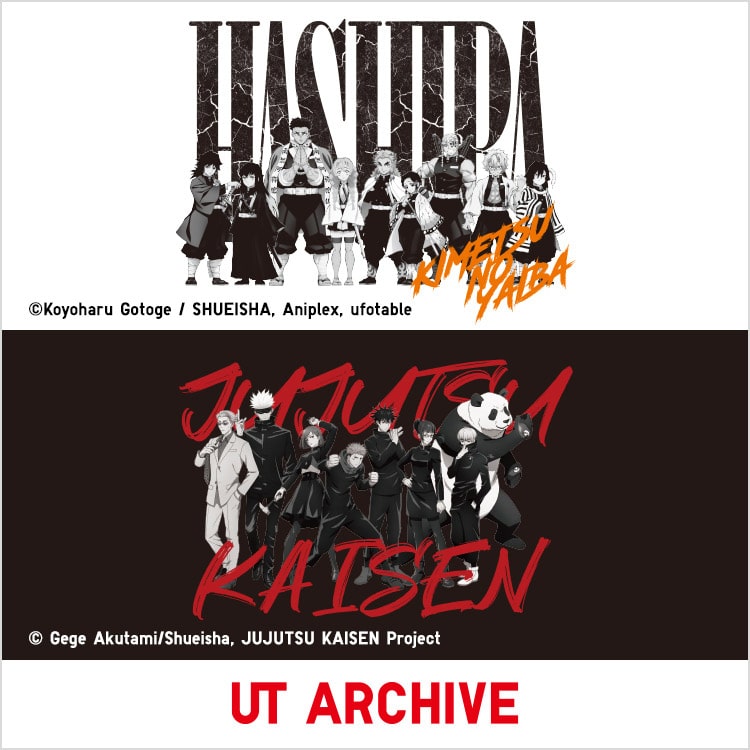 HASHIRA
KIMETSU
NO
YAIBA
©Koyoharu Gotoge / SHUEISHA, Aniplex, ufotable
JUJUTSU
KAISEN
© Gege Akutami/Shueisha, JUJUTSU KAISEN Project
UT ARCHIVE